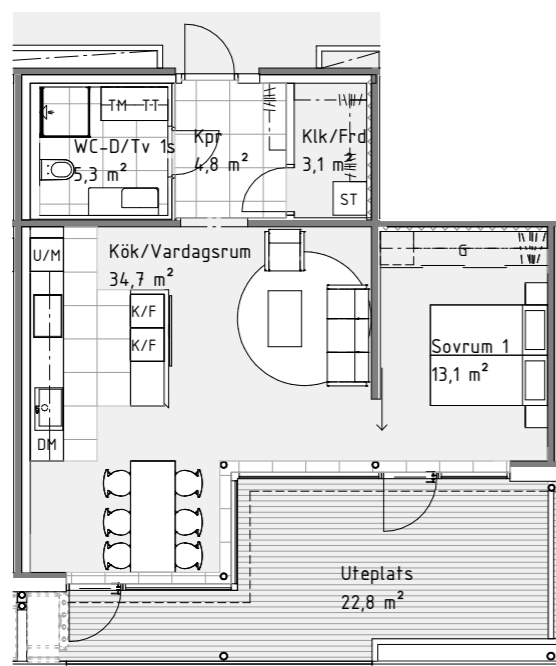 TM TT
WC-D/Tv 1s
5,3 m²
Kpr
4,8 m²
Klk/Frd
3,1 m²
ST
U/M
Kök/Vardagsrum
34,7 m²
K/F
K/F
DM
G
Sovrum 1
13,1 m²
Uteplats
22,8 m²